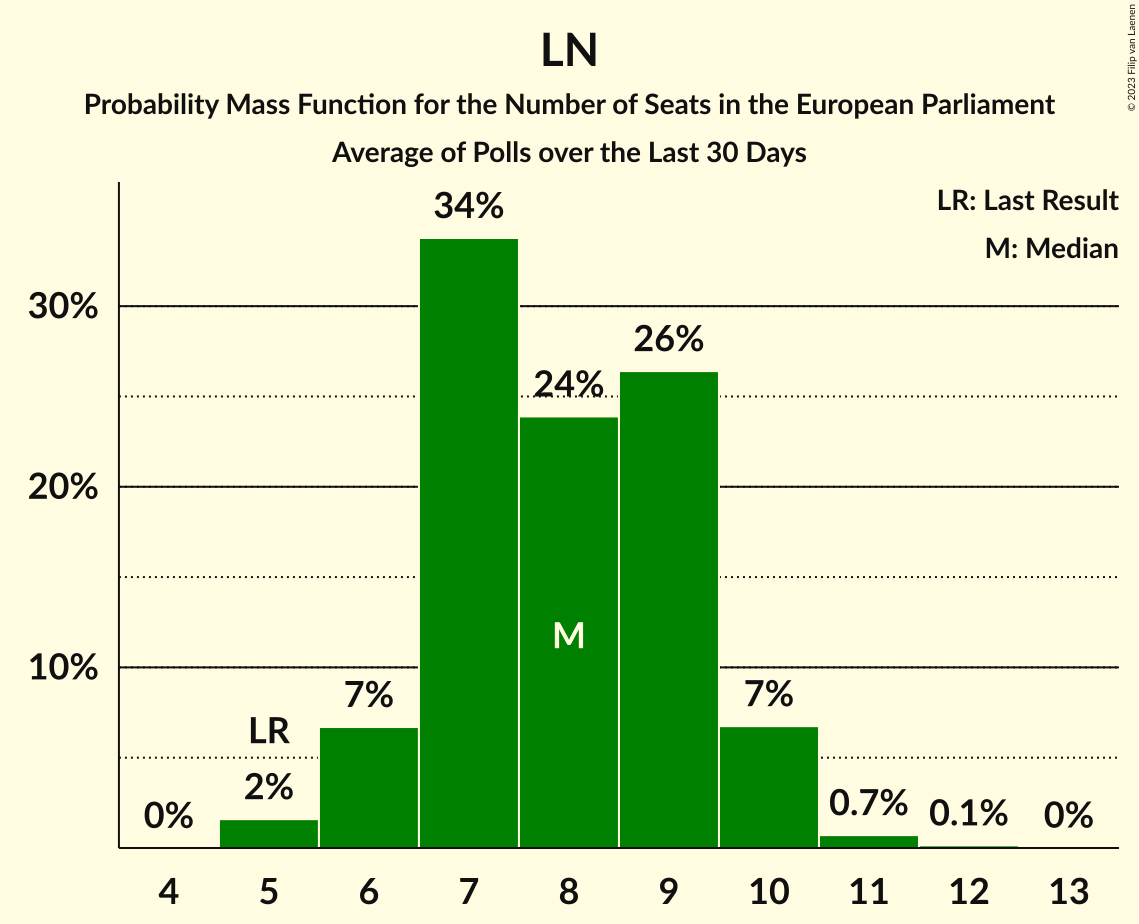 LN
Probability Mass Function for the Number of Seats in the European Parliament
Average of Polls over the Last 30 Days
© 2023 Filip van Laenen
LR: Last Result
M: Median
34%
30%
26%
24%
20%
M
10%
7%
7%
LR
2%
0%
0.7%
0.1%
0%
4 5 6 7 8 9 10 11 12 13